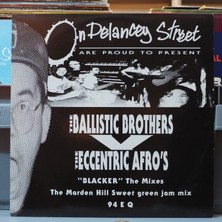 On Delancey Street
ARE PROUD TO PRESENT
THE BALLISTIC BROTHERS
V
THE ECCENTRIC AFRO'S
"BLACKER" The Mixes
The Marden Hill Sweet green jam mix
94 E Q